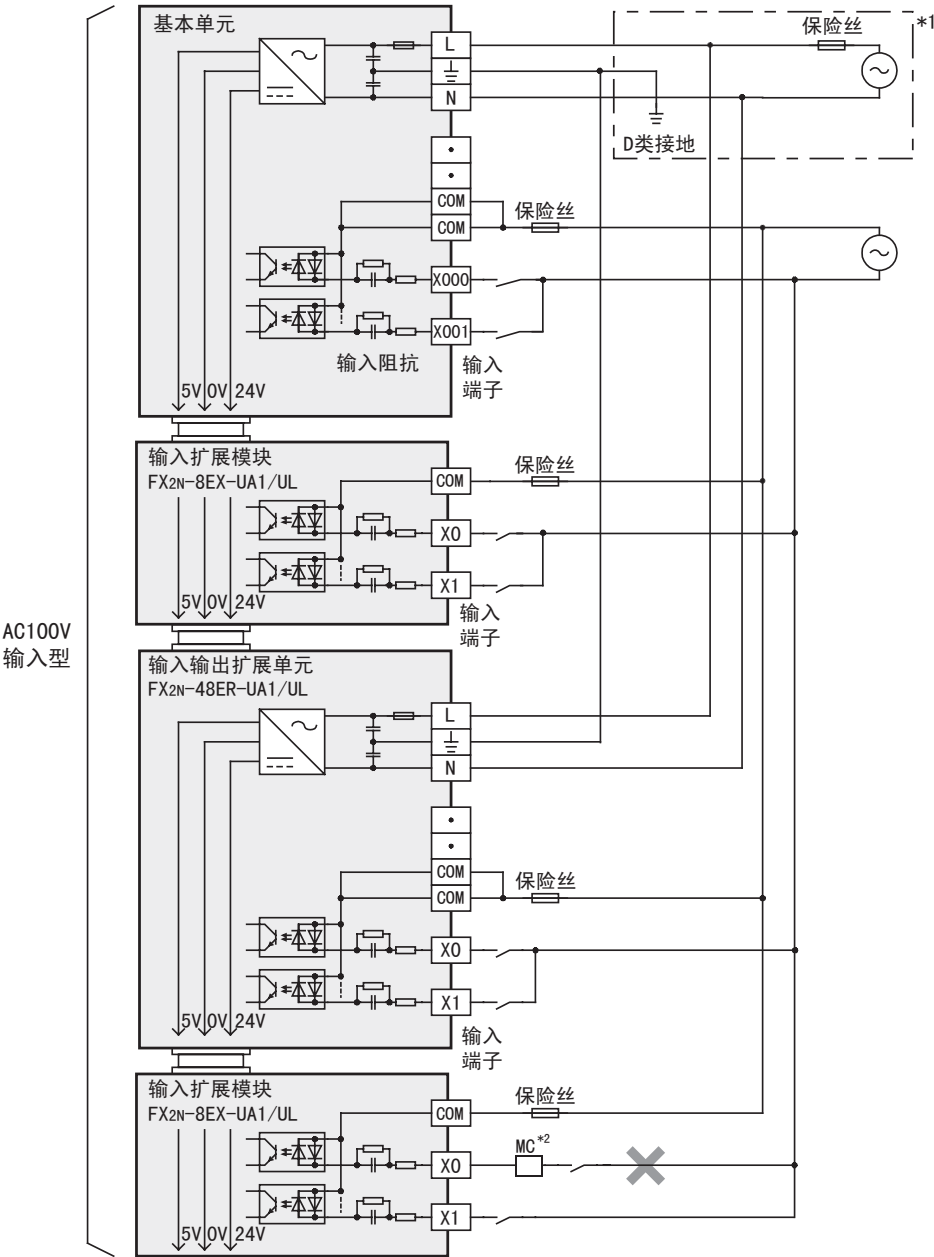 基本单元
L
N
COM
COM
X000
X001
保险丝
*1
D类接地
保险丝
输入阻抗
输入
端子
5V 0V 24V
输入扩展模块
FX2N-8EX-UA1/UL
COM
X0
X1
保险丝
5V 0V 24V
输入
端子
AC100V
输入型
输入输出扩展单元
FX2N-48ER-UA1/UL
L
N
COM
COM
X0
X1
保险丝
5V 0V 24V
输入
端子
输入扩展模块
FX2N-8EX-UA1/UL
COM
X0
X1
保险丝
MC*2
5V 0V 24V